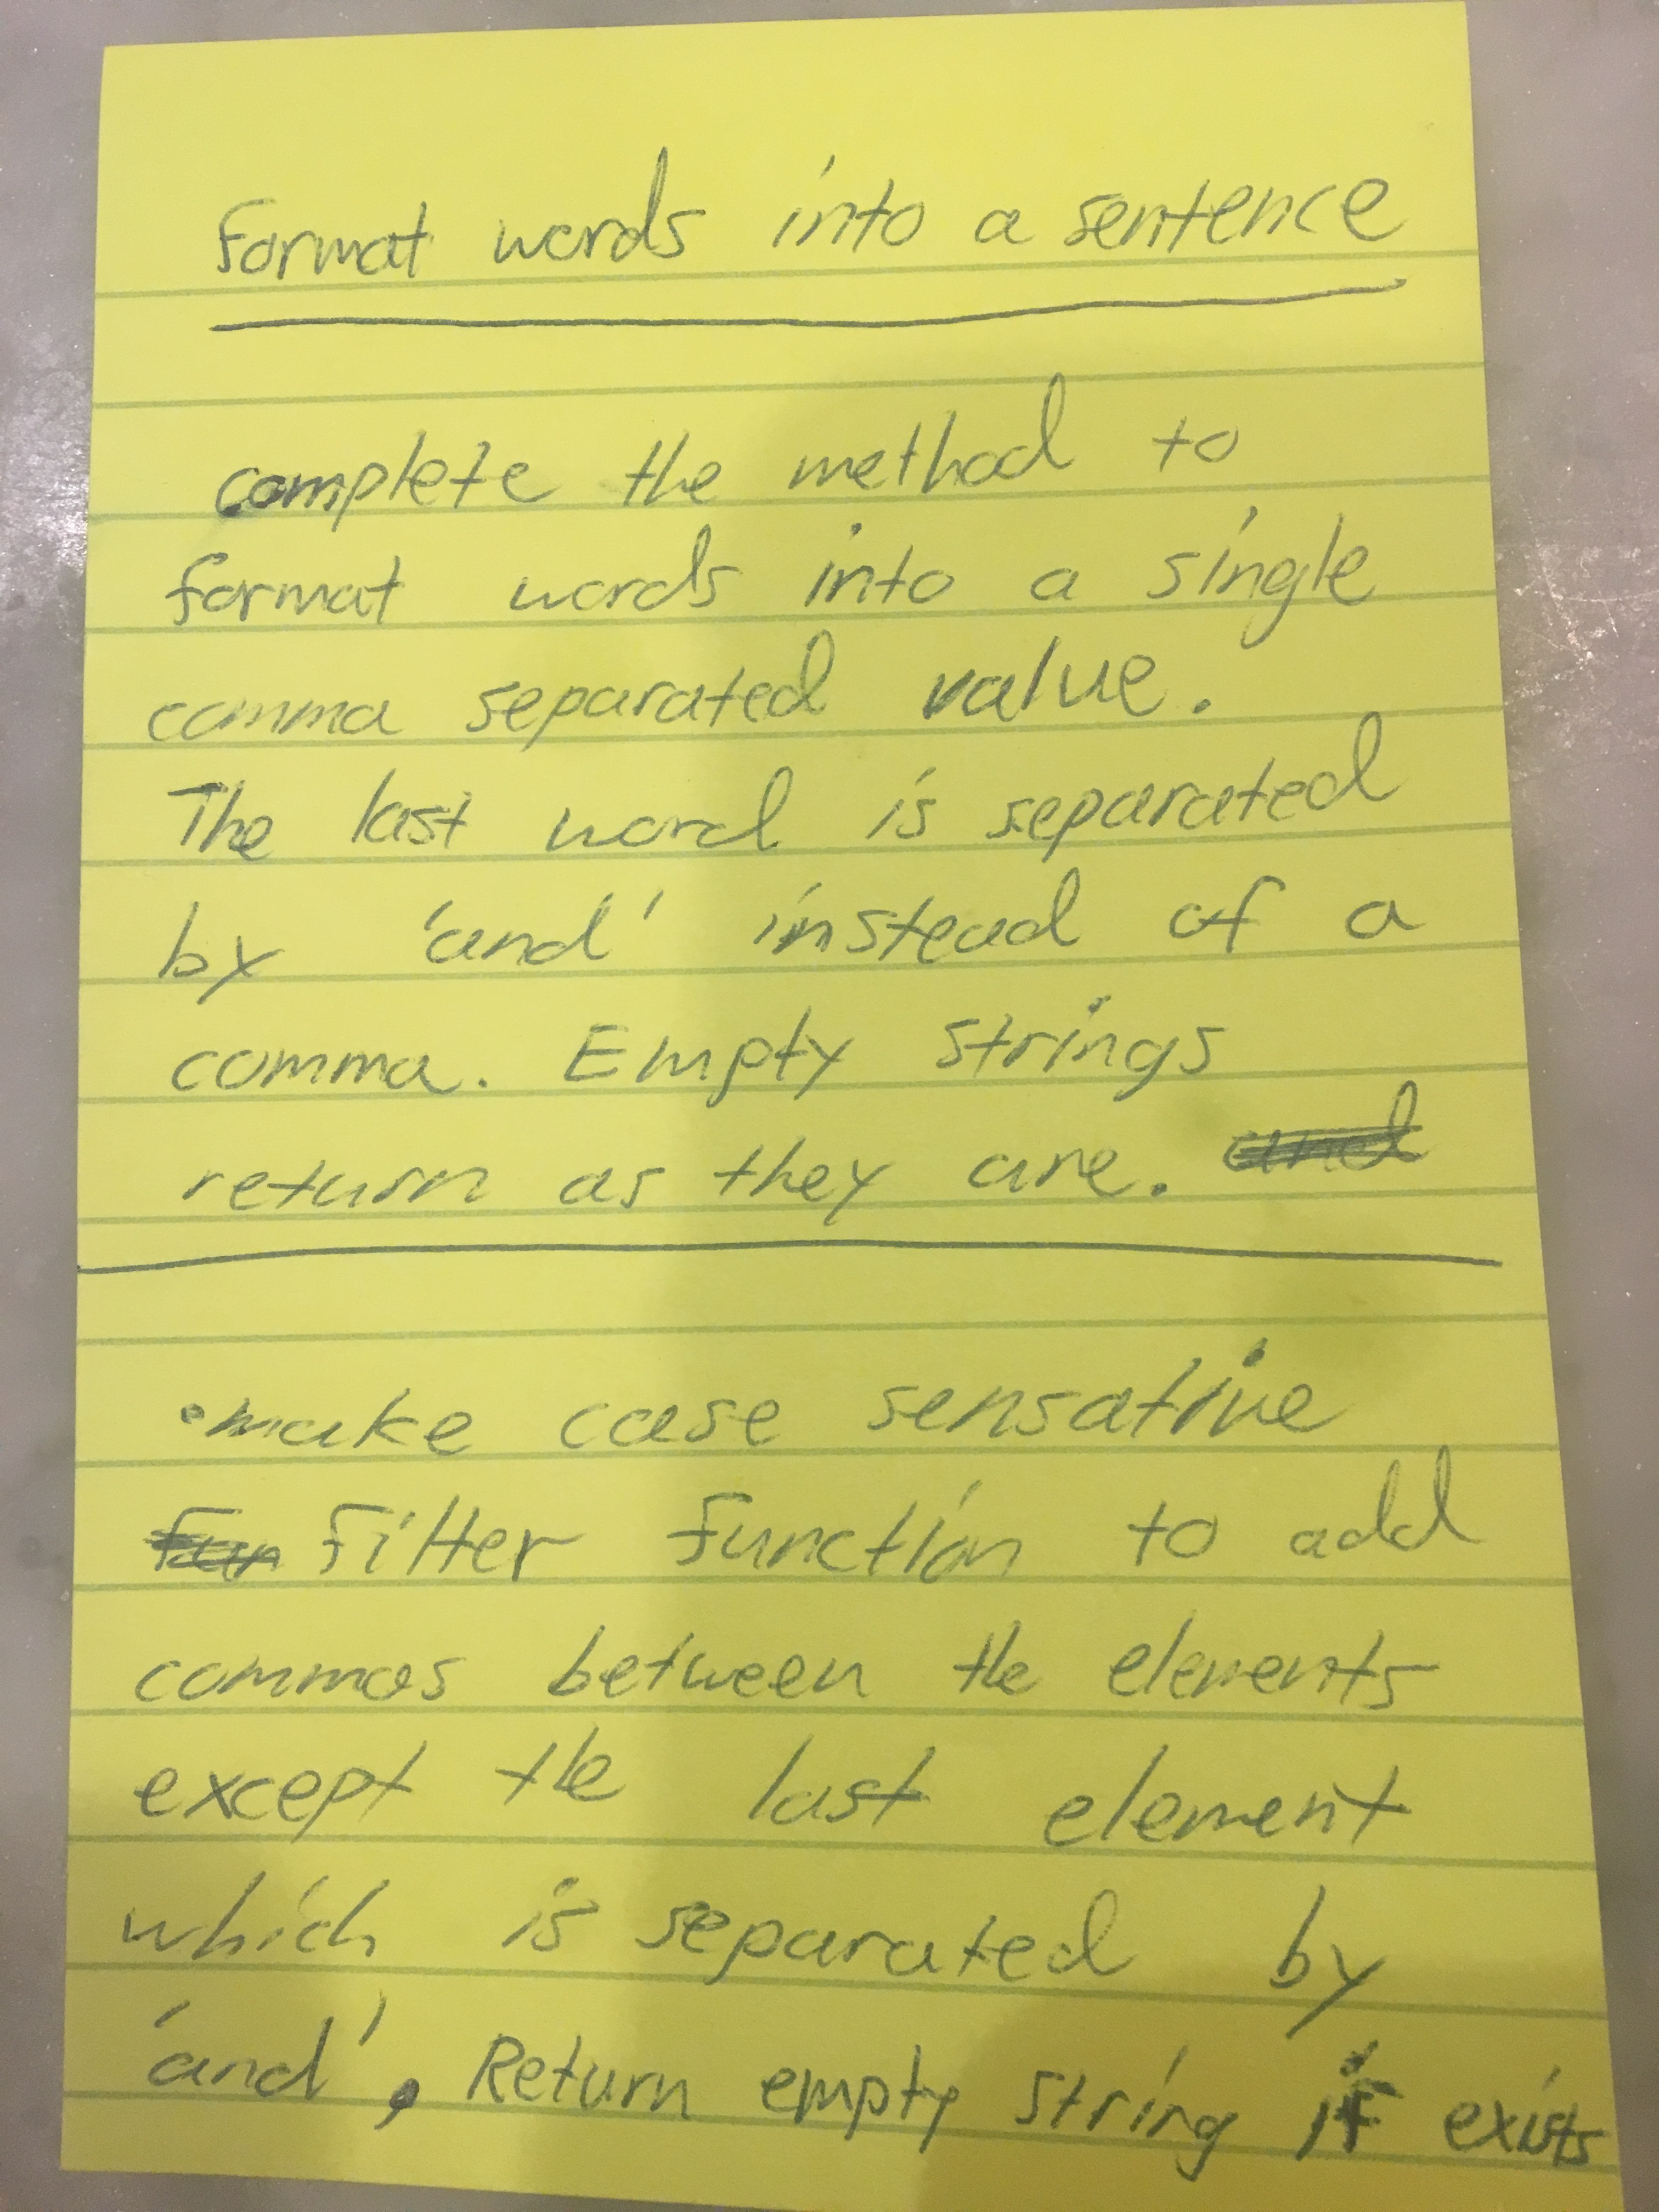 Format words into a sentence
complete the method to
format words into a single
comma separated value.
The last word is separated
by 'and' instead of a
comma. Empty strings
return as they are. and
•make case sensative
Fun Filter function to add
commas between the elements
except the last element
which is separated by
'and', Return empty string if exists